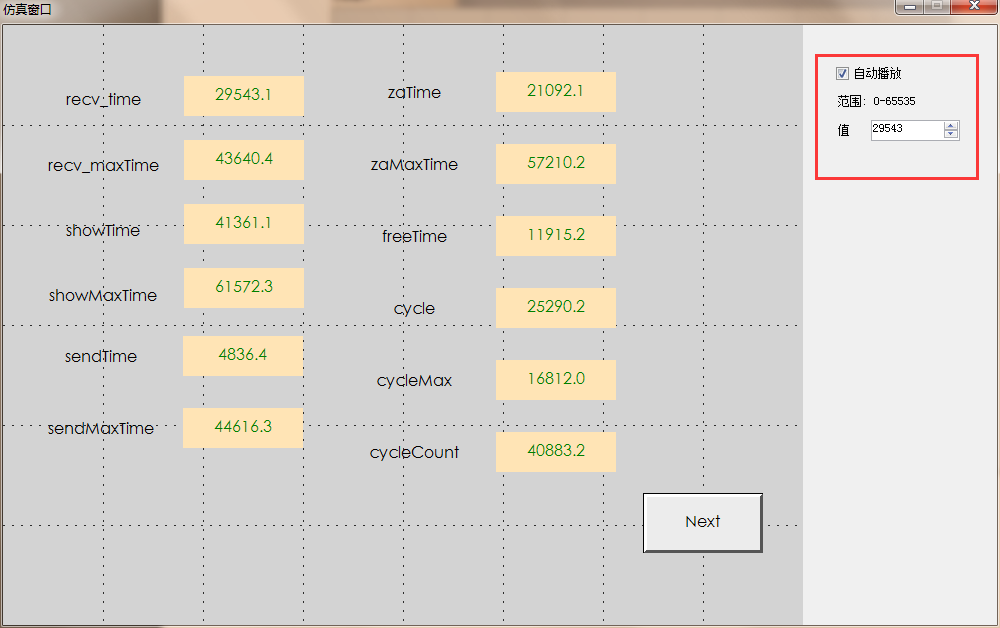 仿真窗口
recv_time 29543.1
zaTime 21092.1
recv_maxTime 43640.4
zaMaxTime 57210.2
showTime 41361.1
freeTime 11915.2
showMaxTime 61572.3
cycle 25290.2
sendTime 4836.4
cycleMax 16812.0
sendMaxTime 44616.3
cycleCount 40883.2
Next
自动播放
范围: 0-65535
值 29543